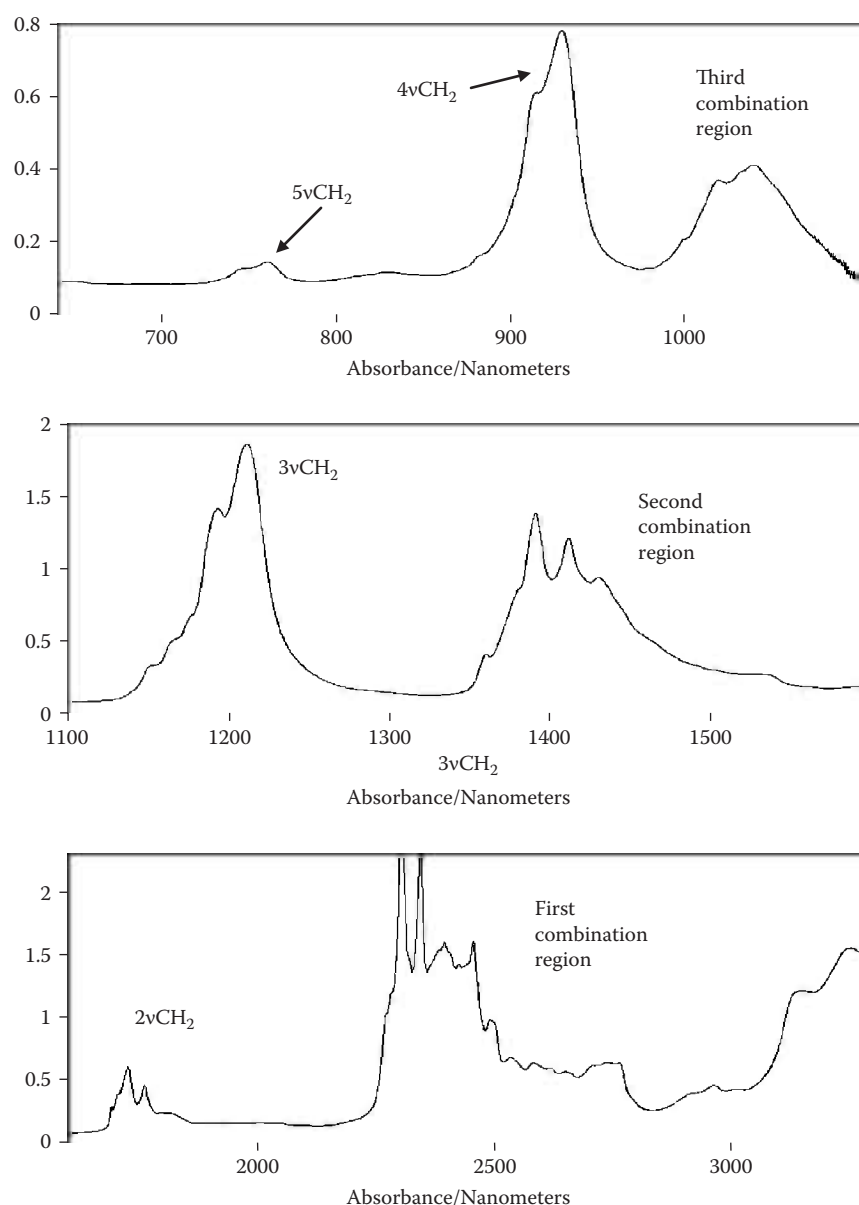 0.8
0.6
0.4
0.2
0
4νCH₂
5νCH₂
Third
combination
region
700 800 900 1000
Absorbance/Nanometers
2
1.5
1
0.5
0
3νCH₂
Second
combination
region
1100 1200 1300 1400 1500
3νCH₂
Absorbance/Nanometers
2
1.5
1
0.5
0
2νCH₂
First
combination
region
2000 2500 3000
Absorbance/Nanometers